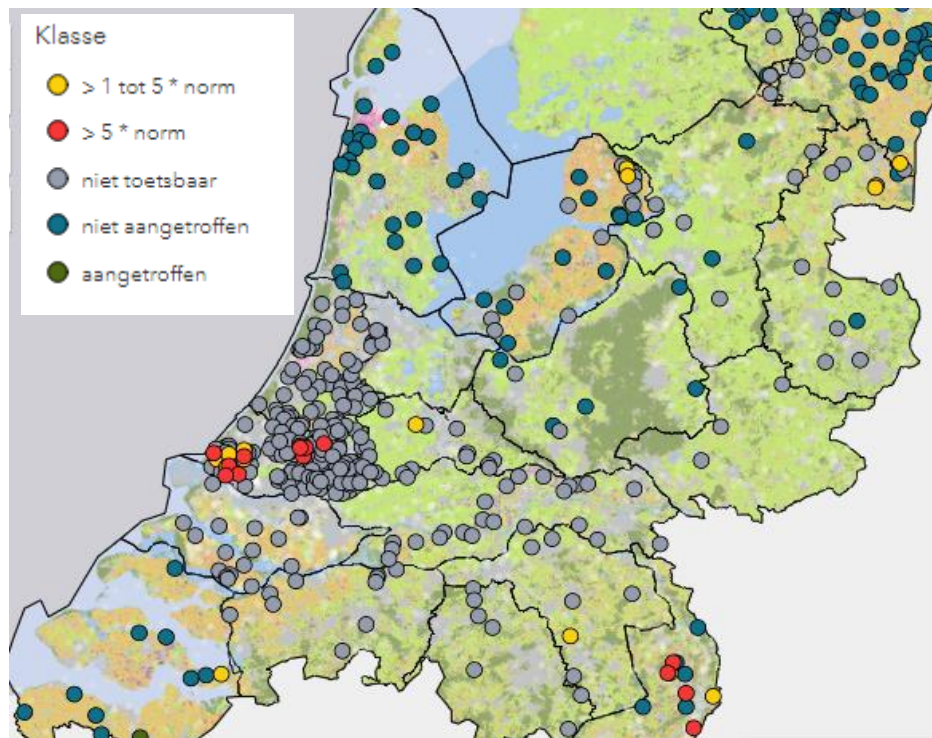 Klasse
> 1 tot 5 * norm
> 5 * norm
niet toetsbaar
niet aangetroffen
aangetroffen